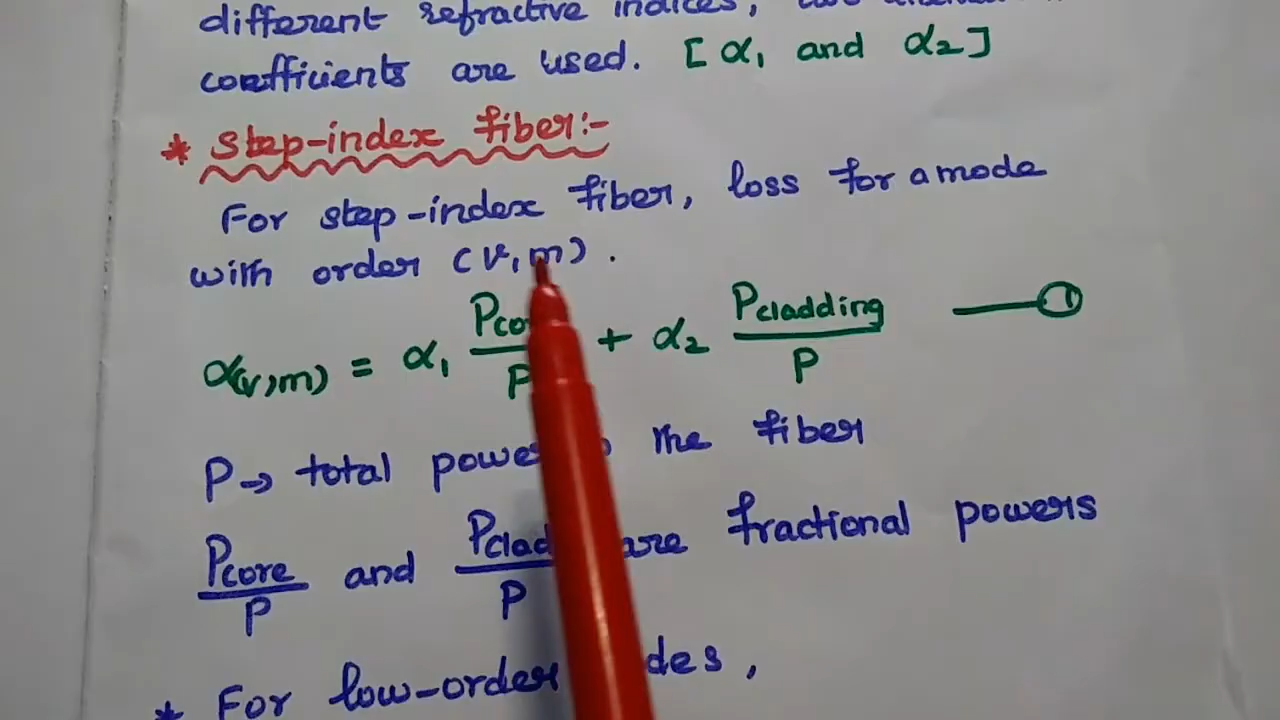 different refractive indices,
coefficients are used. [α₁ and α₂]
* Step-index fiber:-
For step-index fiber, loss for a mode
with order (v,m).
α(v,m) = α₁ Pco/P + α₂ Pcladding/P — ①
P → total power the fiber
Pcore/P and Pclad/P are fractional powers
* For low-order des,